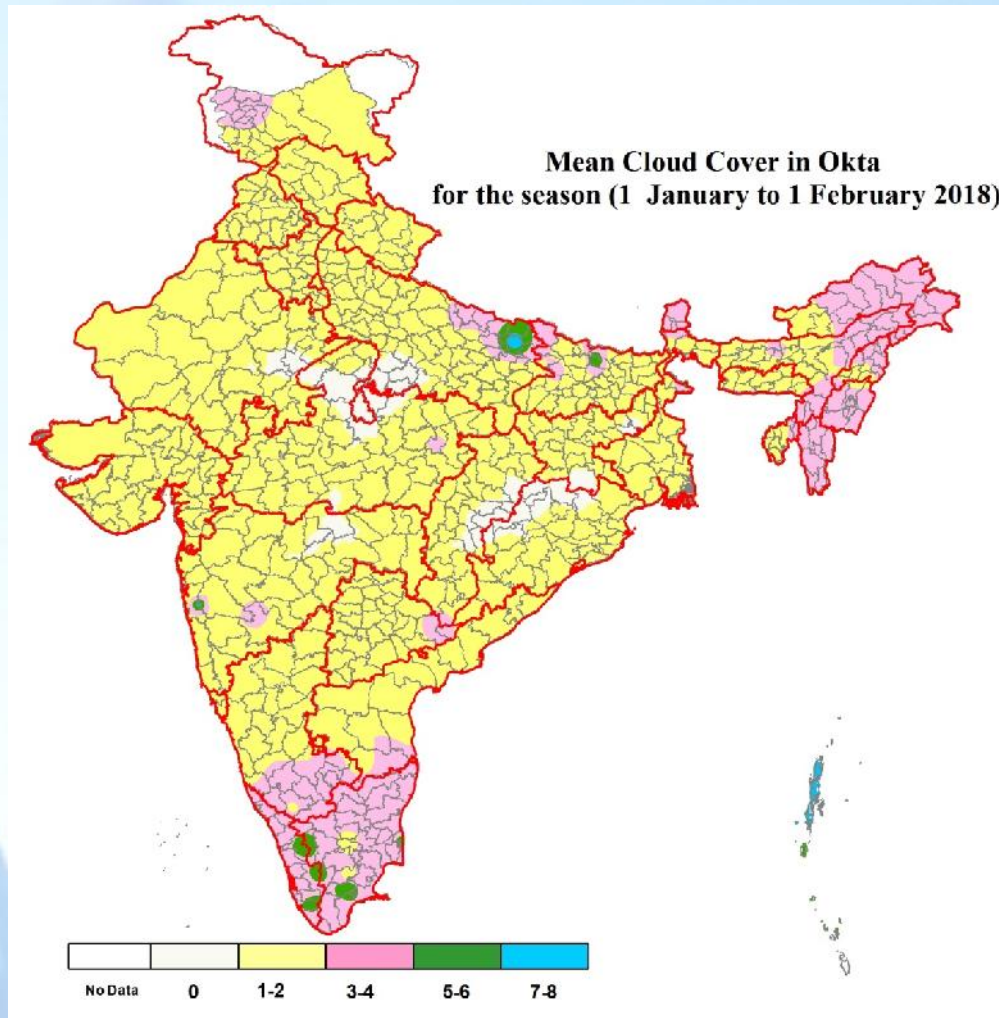 Mean Cloud Cover in Okta
for the season (1 January to 1 February 2018)
No Data 0 1-2 3-4 5-6 7-8